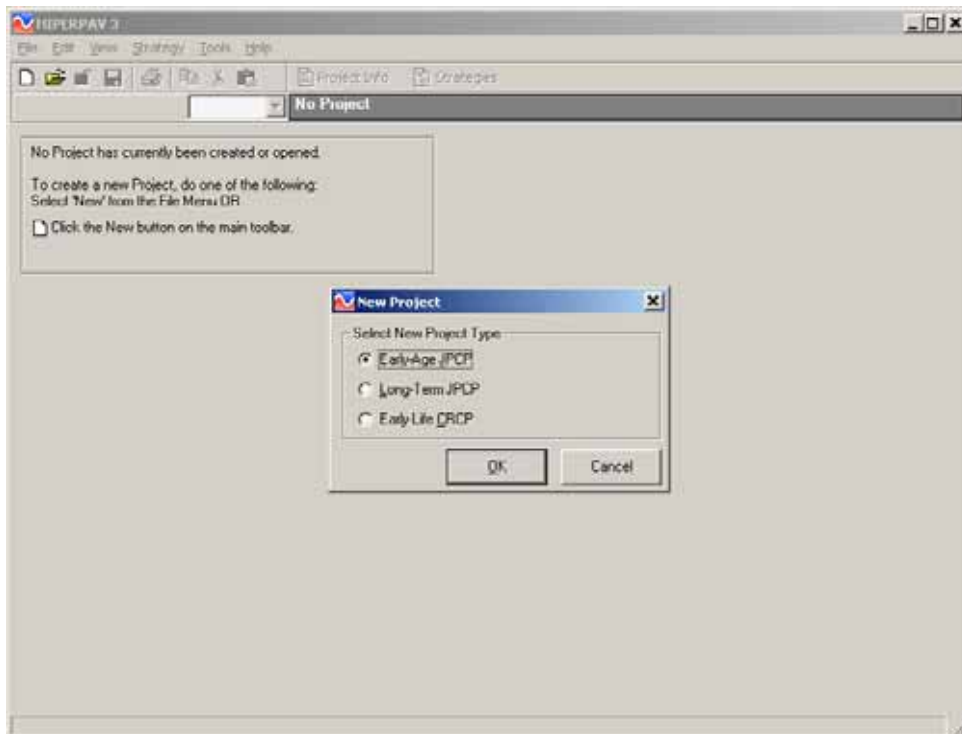 HIPERPAV 3
File Edit View Strategy Tools Help
Project Info Strategies
No Project
No Project has currently been created or opened.
To create a new Project, do one of the following:
Select 'New' from the File Menu OR
Click the New button on the main toolbar.
New Project
Select New Project Type
Early-Age JPCP
Long-Term JPCP
Early-Life CRCP
OK Cancel